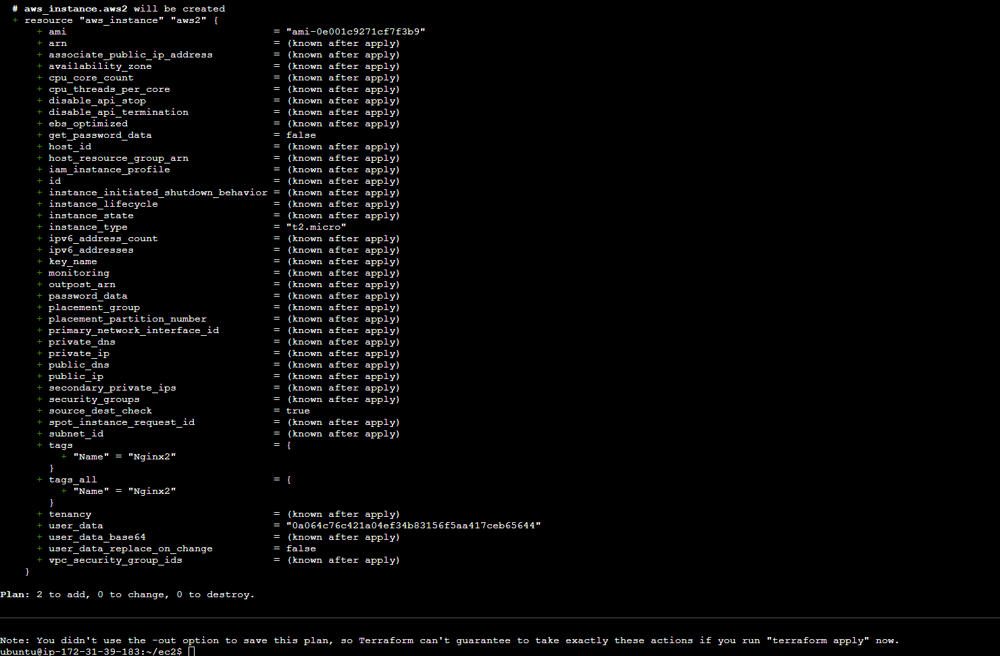 # aws_instance.aws2 will be created
+ resource "aws_instance" "aws2" {
+ ami = "ami-0e001c9271cf7f3b9"
+ arn = (known after apply)
+ associate_public_ip_address = (known after apply)
+ availability_zone = (known after apply)
+ cpu_core_count = (known after apply)
+ cpu_threads_per_core = (known after apply)
+ disable_api_stop = (known after apply)
+ disable_api_termination = (known after apply)
+ ebs_optimized = (known after apply)
+ get_password_data = false
+ host_id = (known after apply)
+ host_resource_group_arn = (known after apply)
+ iam_instance_profile = (known after apply)
+ id = (known after apply)
+ instance_initiated_shutdown_behavior = (known after apply)
+ instance_lifecycle = (known after apply)
+ instance_state = (known after apply)
+ instance_type = "t2.micro"
+ ipv6_address_count = (known after apply)
+ ipv6_addresses = (known after apply)
+ key_name = (known after apply)
+ monitoring = (known after apply)
+ outpost_arn = (known after apply)
+ password_data = (known after apply)
+ placement_group = (known after apply)
+ placement_partition_number = (known after apply)
+ primary_network_interface_id = (known after apply)
+ private_dns = (known after apply)
+ private_ip = (known after apply)
+ public_dns = (known after apply)
+ public_ip = (known after apply)
+ secondary_private_ips = (known after apply)
+ security_groups = (known after apply)
+ source_dest_check = true
+ spot_instance_request_id = (known after apply)
+ subnet_id = (known after apply)
+ tags = {
+ "Name" = "Nginx2"
}
+ tags_all = {
+ "Name" = "Nginx2"
}
+ tenancy = (known after apply)
+ user_data = "0a064c76c421a04ef34b83156f5aa417ceb65644"
+ user_data_base64 = (known after apply)
+ user_data_replace_on_change = false
+ vpc_security_group_ids = (known after apply)
}
Plan: 2 to add, 0 to change, 0 to destroy.
Note: You didn't use the -out option to save this plan, so Terraform can't guarantee to take exactly these actions if you run "terraform apply" now.
ubuntu@ip-172-31-39-183:~/ec2$